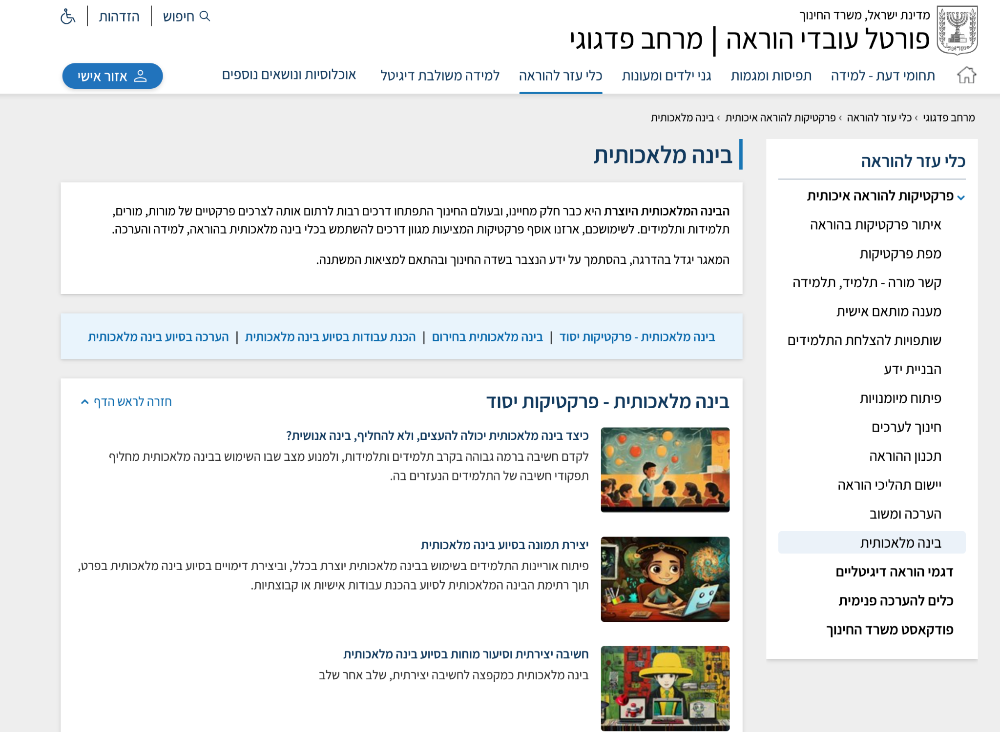 מדינת ישראל, משרד החינוך
פורטל עובדי הוראה | מרחב פדגוגי
חיפוש
הזדהות
תחומי דעת - למידה
תפיסות ומגמות
גני ילדים ומעונות
כלי עזר להוראה
למידה משולבת דיגיטל
אוכלוסיות ונושאים נוספים
אזור אישי
מרחב פדגוגי › כלי עזר להוראה › פרקטיקות להוראה איכותית › בינה מלאכותית
כלי עזר להוראה
פרקטיקות להוראה איכותית
איתור פרקטיקות בהוראה
מפת פרקטיקות
קשר מורה - תלמיד, תלמידה
מענה מותאם אישית
שותפויות להצלחת התלמידים
הבניית ידע
פיתוח מיומנויות
חינוך לערכים
תכנון ההוראה
יישום תהליכי הוראה
הערכה ומשוב
בינה מלאכותית
דגמי הוראה דיגיטליים
כלים להערכה פנימית
פודקאסט משרד החינוך
בינה מלאכותית
הבינה המלאכותית היוצרת היא כבר חלק מחיינו, ובעולם החינוך התפתחו דרכים רבות לרתום אותה לצרכים פרקטיים של מורות, מורים,
תלמידות ותלמידים. לשימושכם, ארזנו אוסף פרקטיקות המציעות מגוון דרכים להשתמש בכלי בינה מלאכותית בהוראה, למידה והערכה.
המאגר יגדל בהדרגה, בהסתמך על ידע הנצבר בשדה החינוך ובהתאם למציאות המשתנה.
בינה מלאכותית - פרקטיקות יסוד | בינה מלאכותית בחירום | הכנת עבודות בסיוע בינה מלאכותית | הערכה בסיוע בינה מלאכותית
בינה מלאכותית - פרקטיקות יסוד
חזרה לראש הדף
כיצד בינה מלאכותית יכולה להעצים, ולא להחליף, בינה אנושית?
לקדם חשיבה ברמה גבוהה בקרב תלמידים ותלמידות, ולמנוע מצב שבו השימוש בבינה מלאכותית מחליף
תפקודי חשיבה של התלמידים הנעזרים בה.
יצירת תמונה בסיוע בינה מלאכותית
פיתוח אוריינות התלמידים בשימוש בבינה מלאכותית יוצרת בכלל, וביצירת דימויים בסיוע בינה מלאכותית בפרט,
תוך רתימת הבינה המלאכותית לסיוע בהכנת עבודות אישיות או קבוצתיות.
חשיבה יצירתית וסיעור מוחות בסיוע בינה מלאכותית
בינה מלאכותית כמקפצה לחשיבה יצירתית, שלב אחר שלב
ישראל